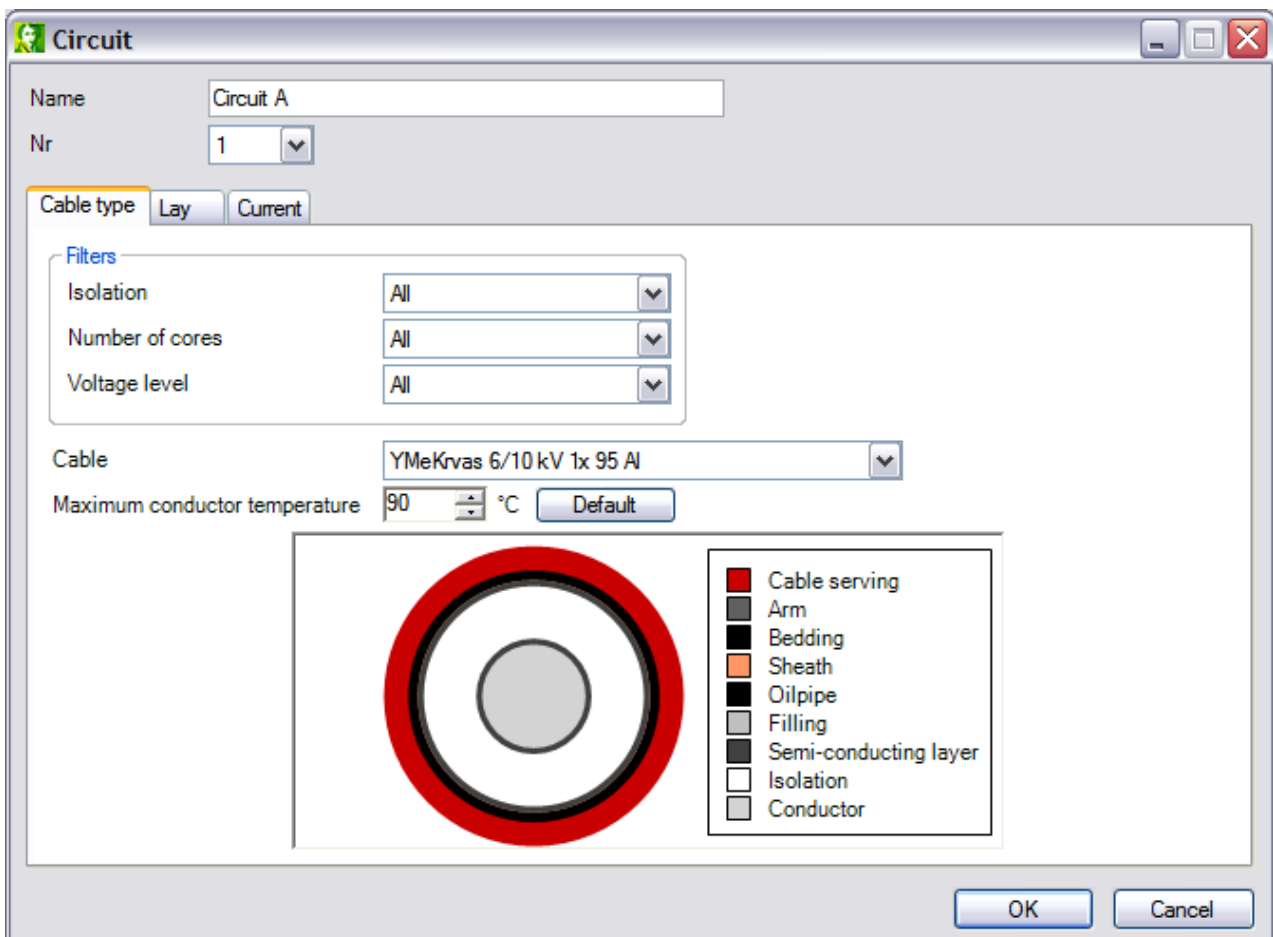 Circuit
Name Circuit A
Nr 1
Cable type Lay Current
Filters
Isolation All
Number of cores All
Voltage level All
Cable YMeKrvas 6/10 kV 1x 95 Al
Maximum conductor temperature 90 °C Default
Cable serving
Arm
Bedding
Sheath
Oilpipe
Filling
Semi-conducting layer
Isolation
Conductor
OK Cancel